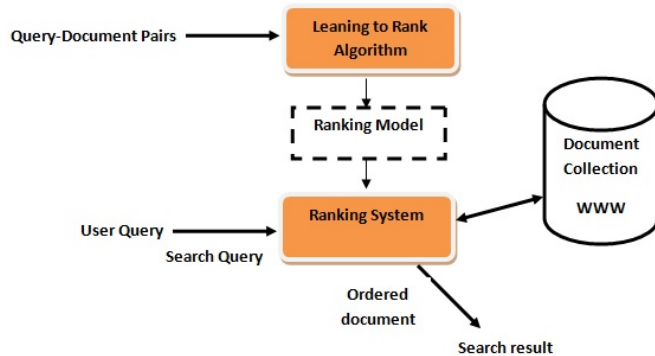 Leaning to Rank
Algorithm
Query-Document Pairs
Ranking Model
Document
Collection
WWW
Ranking System
User Query
Search Query
Ordered
document
Search result